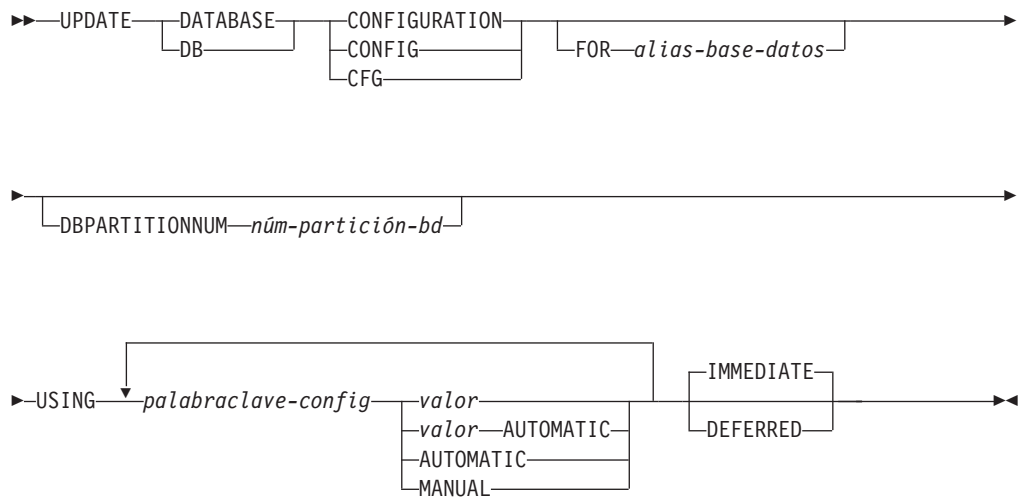 UPDATE DATABASE CONFIGURATION
DB CONFIG FOR alias-base-datos
CFG
DBPARTITIONNUM núm-partición-bd
IMMEDIATE
USING palabraclave-config valor
valor AUTOMATIC DEFERRED
AUTOMATIC
MANUAL